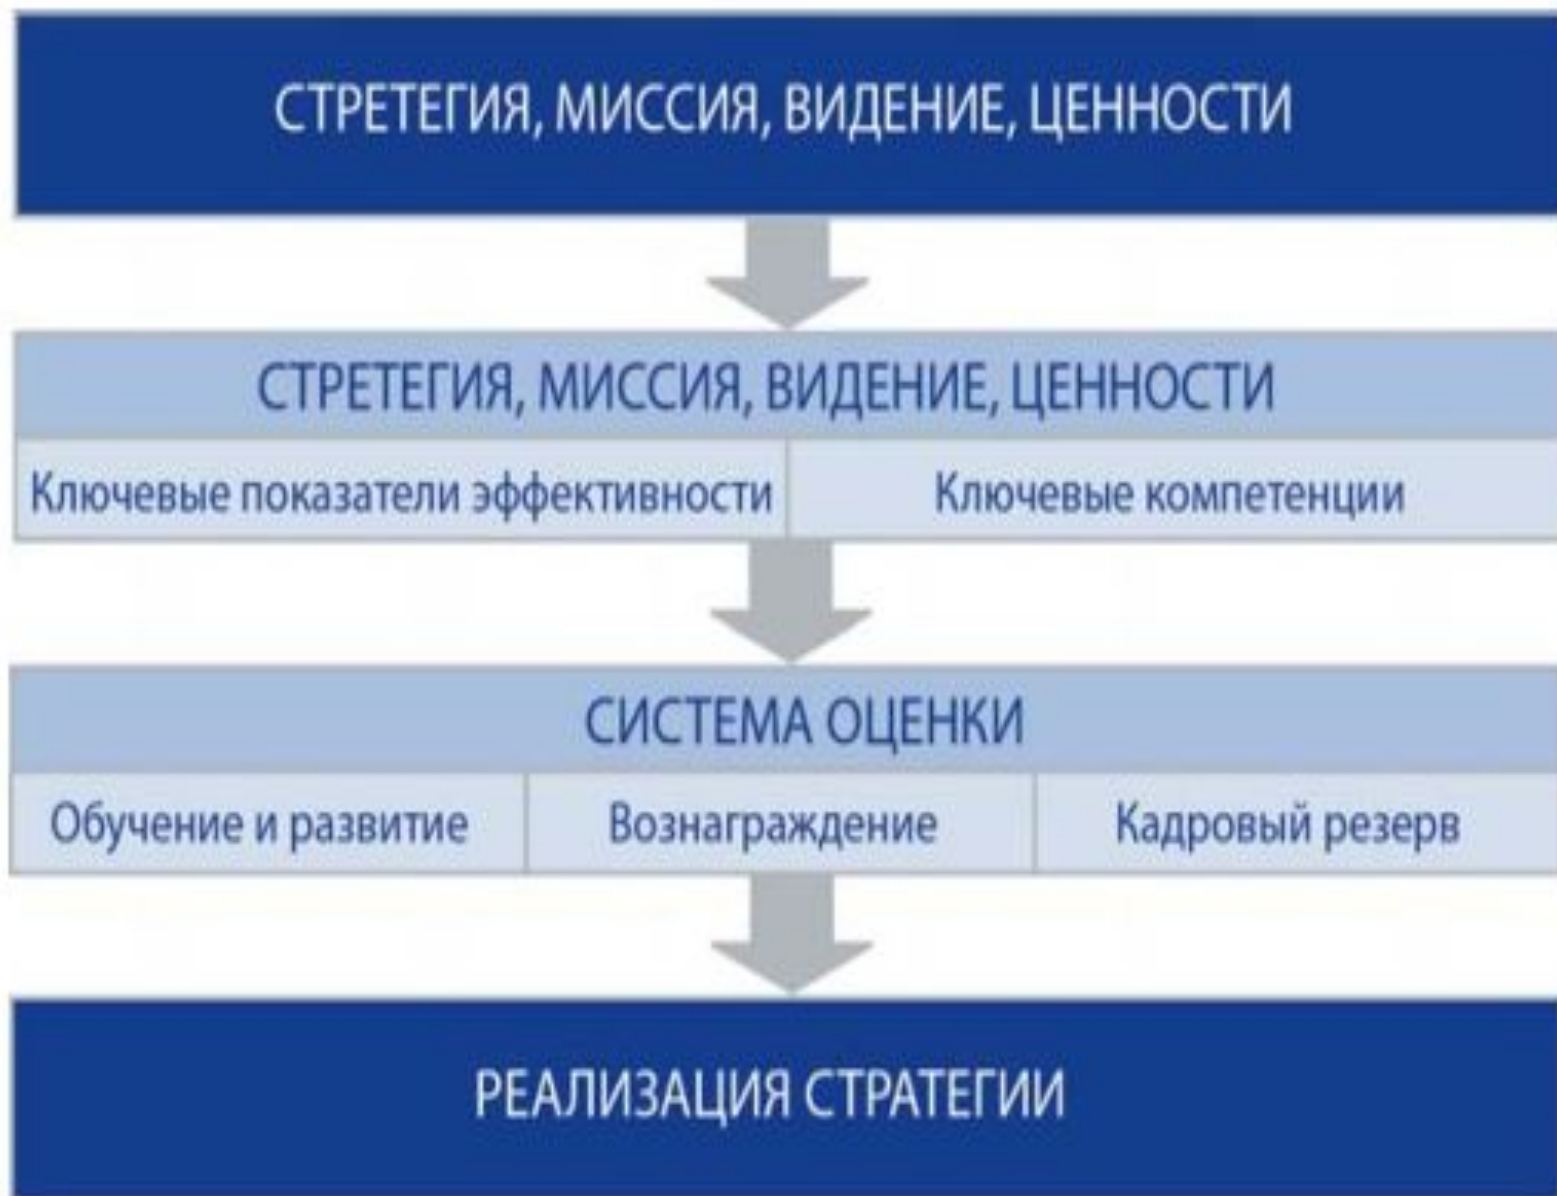 СТРЕТЕГИЯ, МИССИЯ, ВИДЕНИЕ, ЦЕННОСТИ
СТРЕТЕГИЯ, МИССИЯ, ВИДЕНИЕ, ЦЕННОСТИ
Ключевые показатели эффективности
Ключевые компетенции
СИСТЕМА ОЦЕНКИ
Обучение и развитие
Вознаграждение
Кадровый резерв
РЕАЛИЗАЦИЯ СТРАТЕГИИ